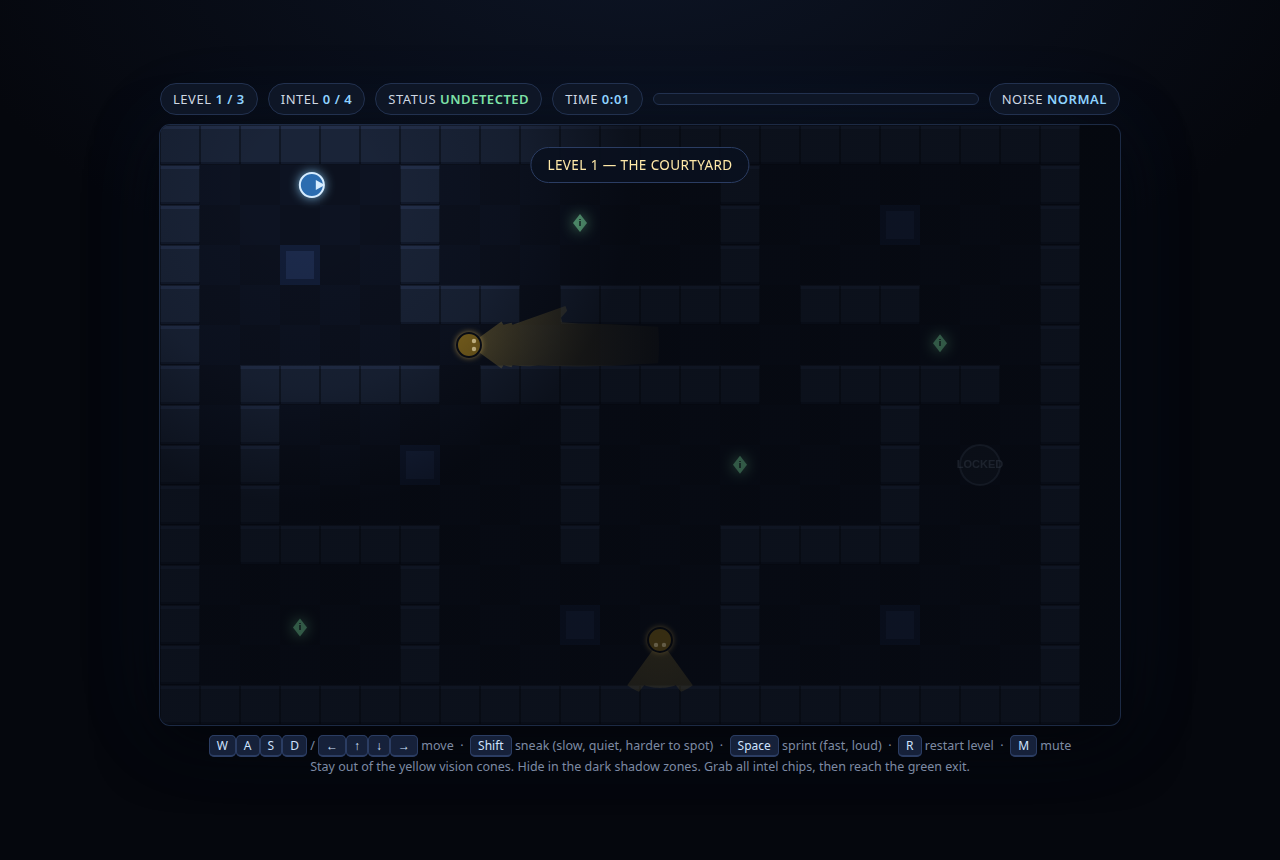 LEVEL 1 / 3 INTEL 0 / 4 STATUS UNDETECTED TIME 0:01 NOISE NORMAL
LEVEL 1 — THE COURTYARD
i
i
i
LOCKED
i
W A S D / ← ↑ ↓ → move · Shift sneak (slow, quiet, harder to spot) · Space sprint (fast, loud) · R restart level · M mute
Stay out of the yellow vision cones. Hide in the dark shadow zones. Grab all intel chips, then reach the green exit.